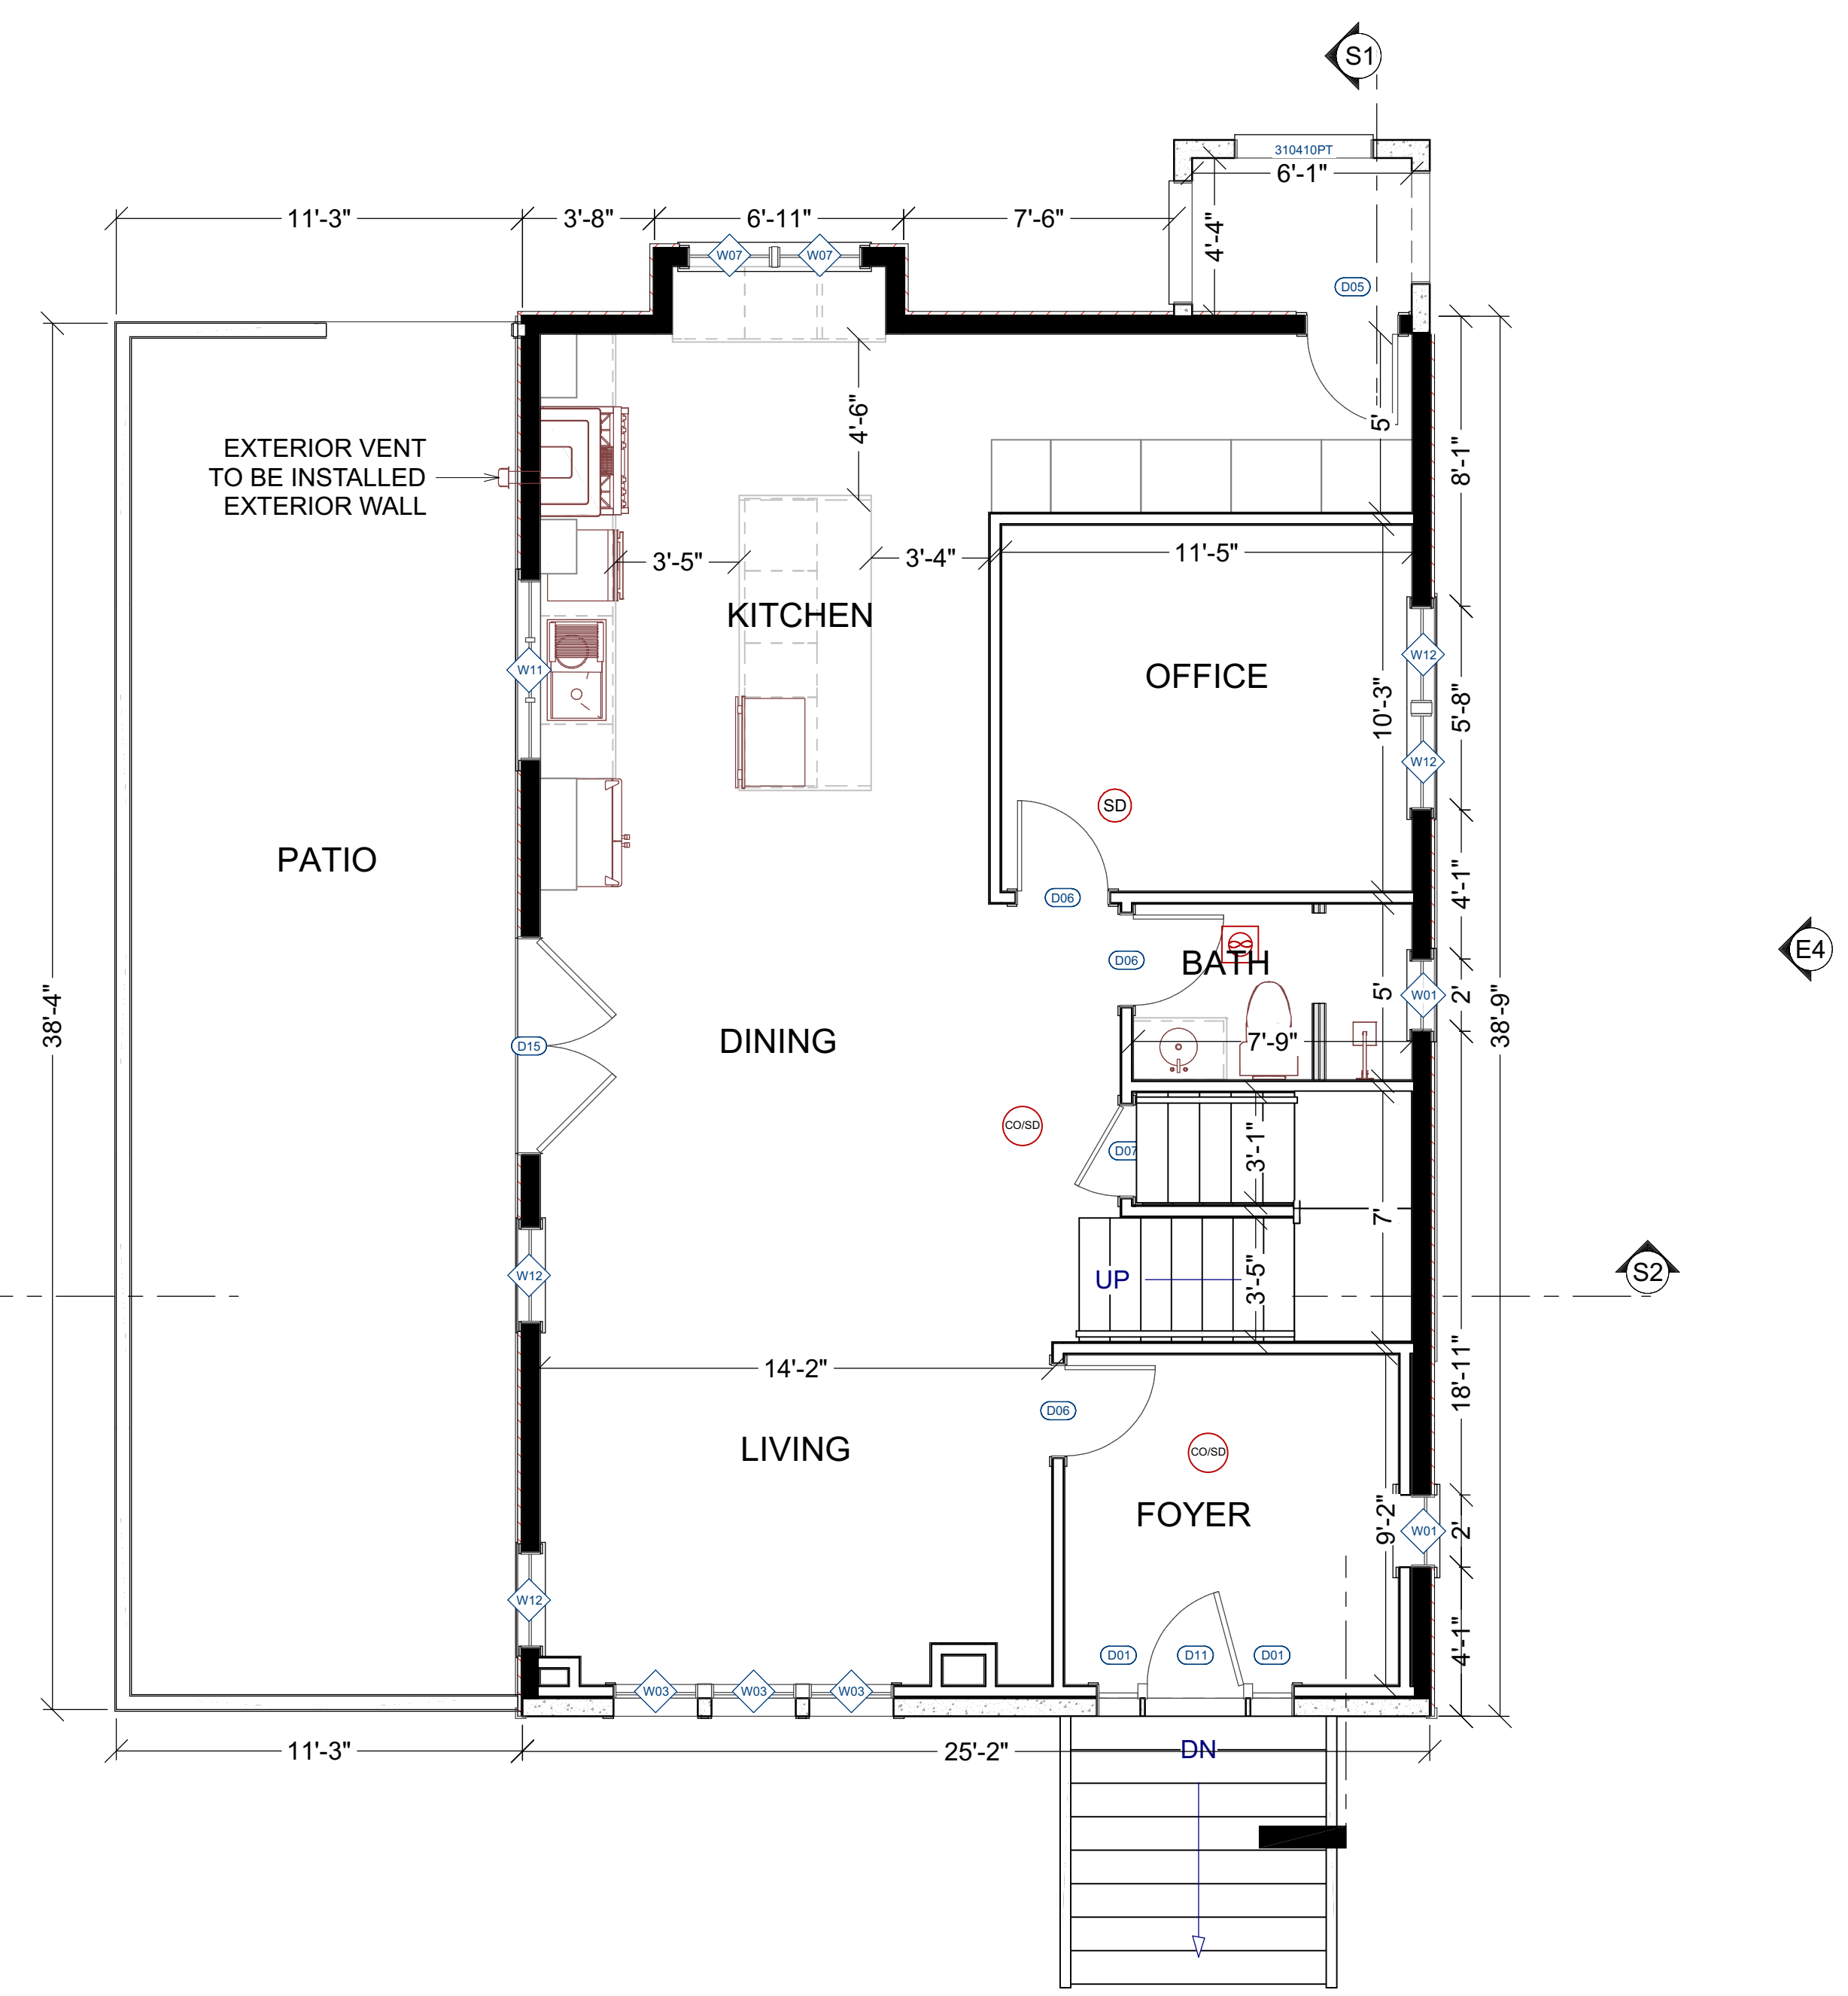 S1
310410PT
6'-1"
11'-3"
3'-8"
6'-11"
7'-6"
4'-4"
W07
W07
D05
EXTERIOR VENT
TO BE INSTALLED
EXTERIOR WALL
4'-6"
5'
8'-1"
3'-5"
3'-4"
11'-5"
KITCHEN
W11
OFFICE
W12
10'-3"
5'-8"
W12
SD
PATIO
D06
4'-1"
D06
BATH
E4
W01
5'
2'
38'-4"
38'-9"
DINING
D15
7'-9"
CO/SD
D07
3'-1"
7'
W12
UP
3'-5"
S2
14'-2"
18'-11"
D06
LIVING
CO/SD
FOYER
9'-2"
W01
2'
W12
4'-1"
D01
D11
D01
W03
W03
W03
11'-3"
25'-2"
DN